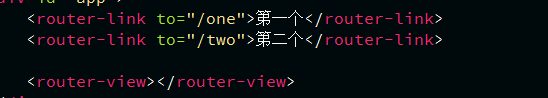 <router-link to="/one">第一个</router-link>
<router-link to="/two">第二个</router-link>
<router-view></router-view>